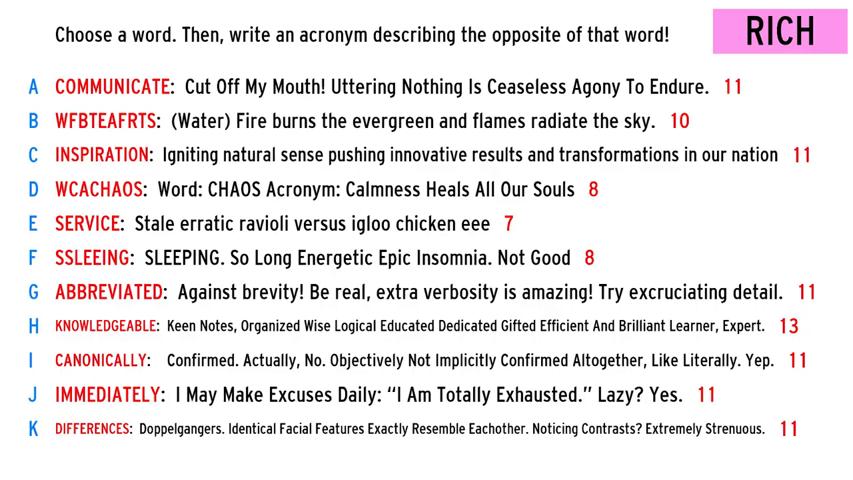 Choose a word. Then, write an acronym describing the opposite of that word!
RICH
A COMMUNICATE: Cut Off My Mouth! Uttering Nothing Is Ceaseless Agony To Endure. 11
B WFBTEAFRTS: (Water) Fire burns the evergreen and flames radiate the sky. 10
C INSPIRATION: Igniting natural sense pushing innovative results and transformations in our nation 11
D WCACHAOS: Word: CHAOS Acronym: Calmness Heals All Our Souls 8
E SERVICE: Stale erratic ravioli versus igloo chicken eee 7
F SSLEEING: SLEEPING. So Long Energetic Epic Insomnia. Not Good 8
G ABBREVIATED: Against brevity! Be real, extra verbosity is amazing! Try excruciating detail. 11
H KNOWLEDGEABLE: Keen Notes, Organized Wise Logical Educated Dedicated Gifted Efficient And Brilliant Learner, Expert. 13
I CANONICALLY: Confirmed. Actually, No. Objectively Not Implicitly Confirmed Altogether, Like Literally. Yep. 11
J IMMEDIATELY: I May Make Excuses Daily: “I Am Totally Exhausted.” Lazy? Yes. 11
K DIFFERENCES: Doppelgangers. Identical Facial Features Exactly Resemble Eachother. Noticing Contrasts? Extremely Strenuous. 11